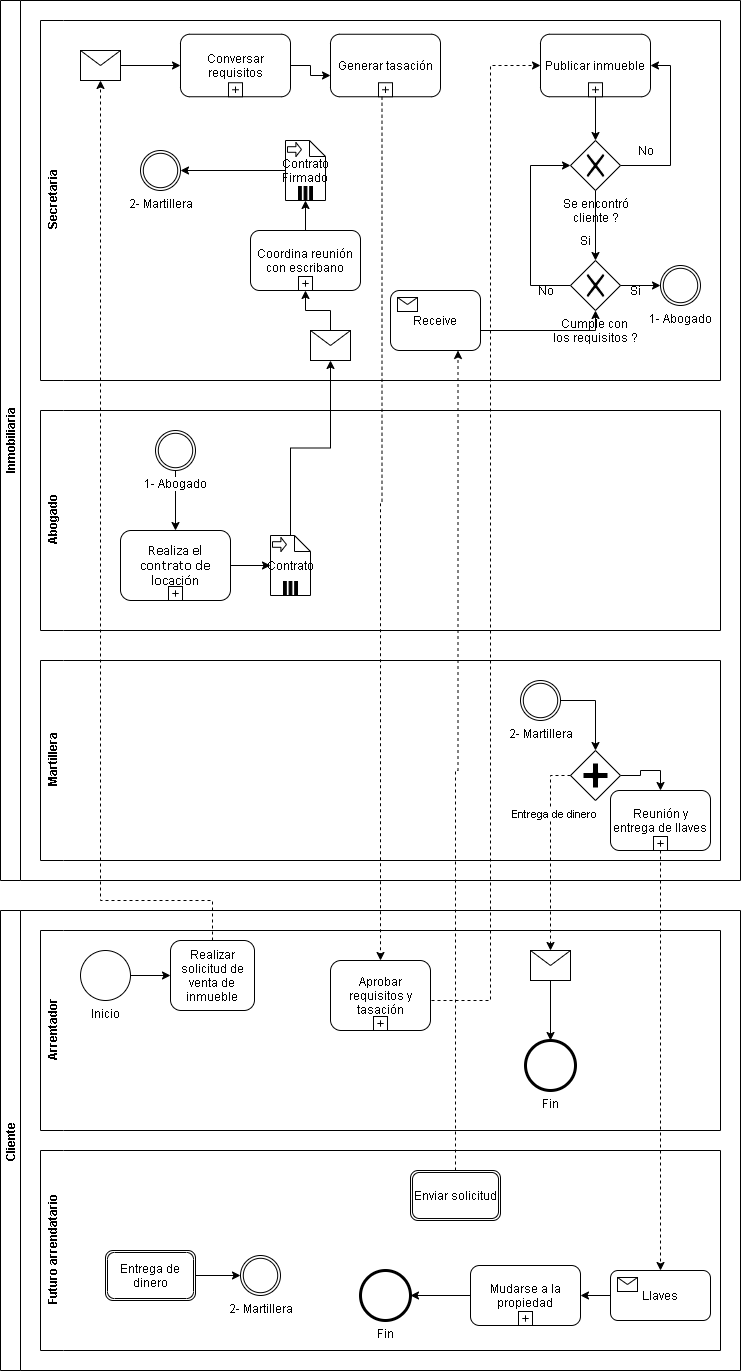 Inmobiliaria
Secretaria
Conversar
requisitos
Generar tasación
Publicar inmueble
No
Contrato
Firmado
2- Martillera
Se encontró
cliente ?
Si
Coordina reunión
con escribano
No
Si
Receive
Cumple con
los requisitos ?
1- Abogado
Abogado
1- Abogado
Realiza el
contrato de
locación
Contrato
Martillera
2- Martillera
Entrega de dinero
Reunión y
entrega de llaves
Cliente
Arrentador
Inicio
Realizar
solicitud de
venta de
inmueble
Aprobar
requisitos y
tasación
Fin
Futuro arrendatario
Enviar solicitud
Entrega de
dinero
2- Martillera
Fin
Mudarse a la
propiedad
Llaves